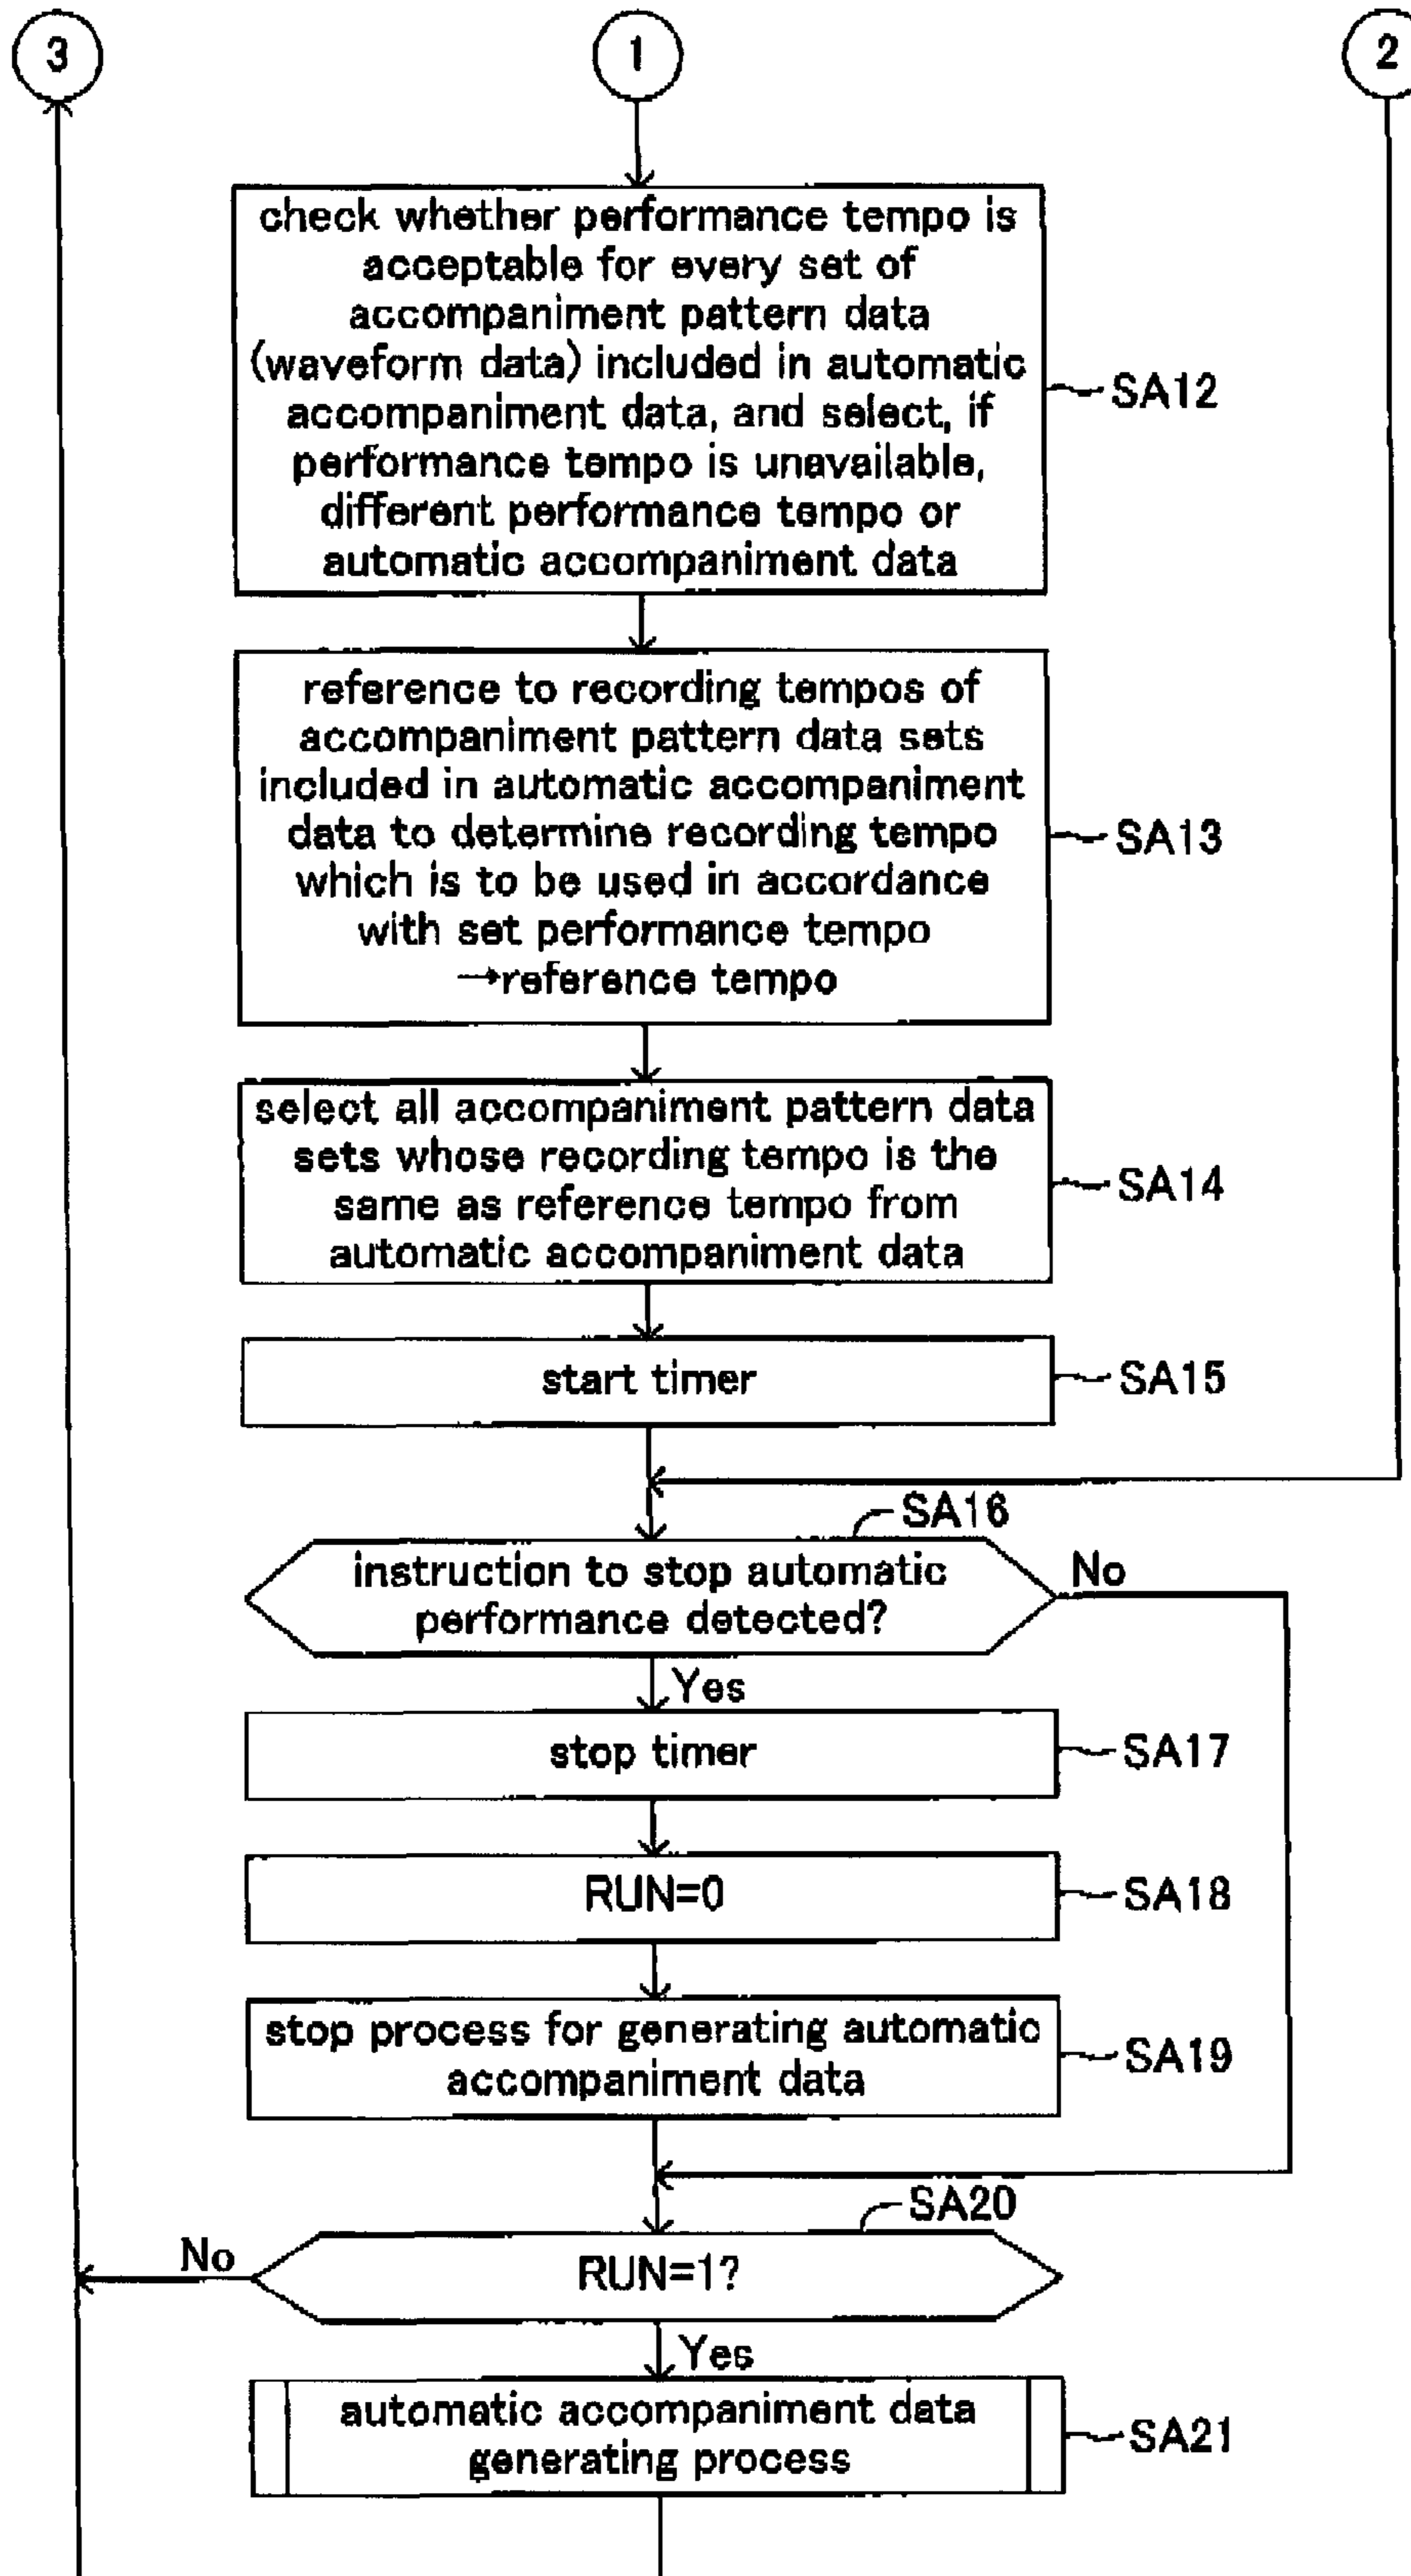 3
1
2
check whether performance tempo is
acceptable for every set of
accompaniment pattern data
(waveform data) included in automatic
accompaniment data, and select, if
performance tempo is unavailable,
different performance tempo or
automatic accompaniment data
SA12
reference to recording tempos of
accompaniment pattern data sets
included in automatic accompaniment
data to determine recording tempo
which is to be used in accordance
with set performance tempo
→reference tempo
SA13
select all accompaniment pattern data
sets whose recording tempo is the
same as reference tempo from
automatic accompaniment data
SA14
start timer
SA15
SA16
instruction to stop automatic
performance detected?
No
Yes
stop timer
SA17
RUN=0
SA18
stop process for generating automatic
accompaniment data
SA19
SA20
No
RUN=1?
Yes
automatic accompaniment data
generating process
SA21